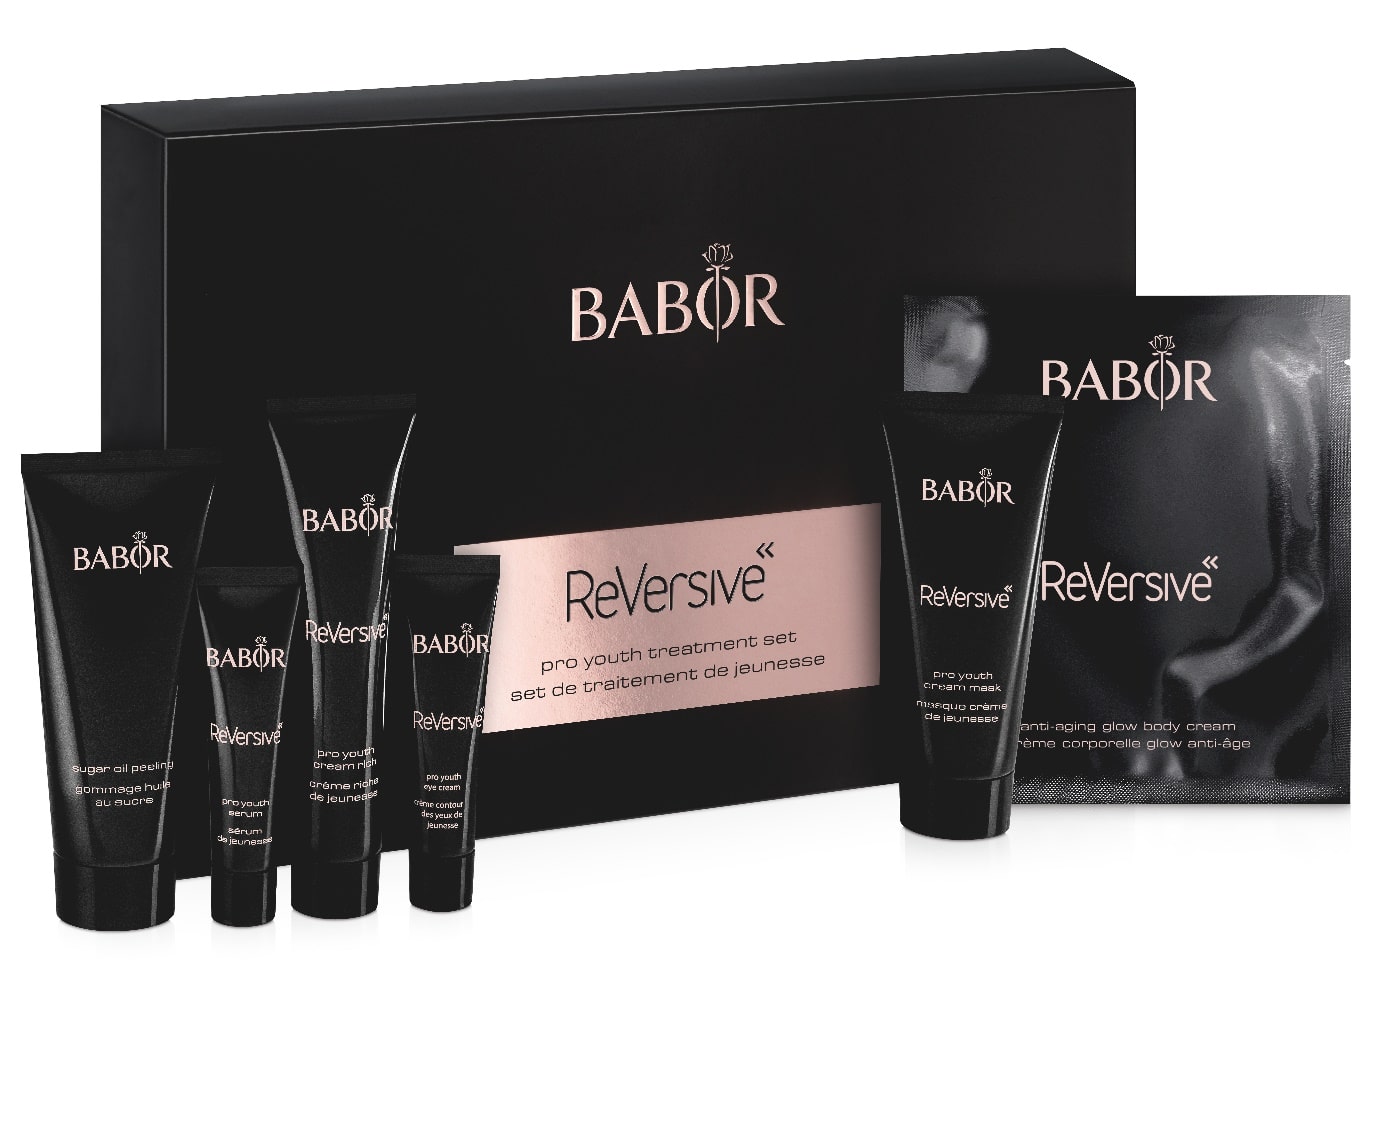 BABOR
ReVersive«
pro youth treatment set
set de traitement de jeunesse
BABOR
sugar oil peeling
gommage huile
au sucre
BABOR
ReVersive«
pro youth
serum
sérum
de jeunesse
BABOR
ReVersive«
pro youth
cream rich
créme riche
de jeunesse
BABOR
ReVersive«
pro youth
eye cream
crème contour
des yeux de
jeunesse
BABOR
ReVersive«
pro youth
cream mask
masque crème
de jeunesse
BABOR
ReVersive«
anti-aging glow body cream
crème corporelle glow anti-âge